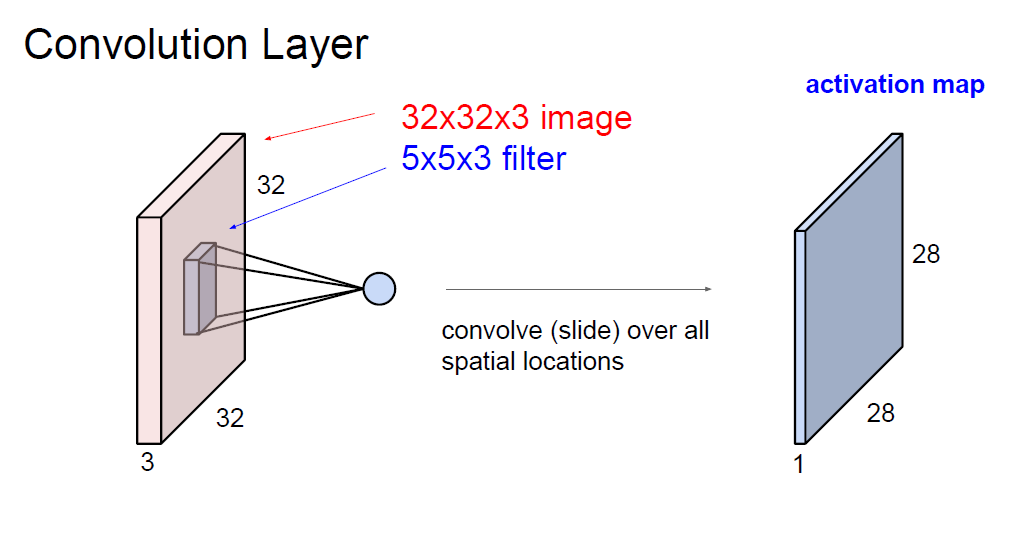 Convolution Layer
activation map
32x32x3 image
5x5x3 filter
32
28
convolve (slide) over all
spatial locations
32
28
3
1